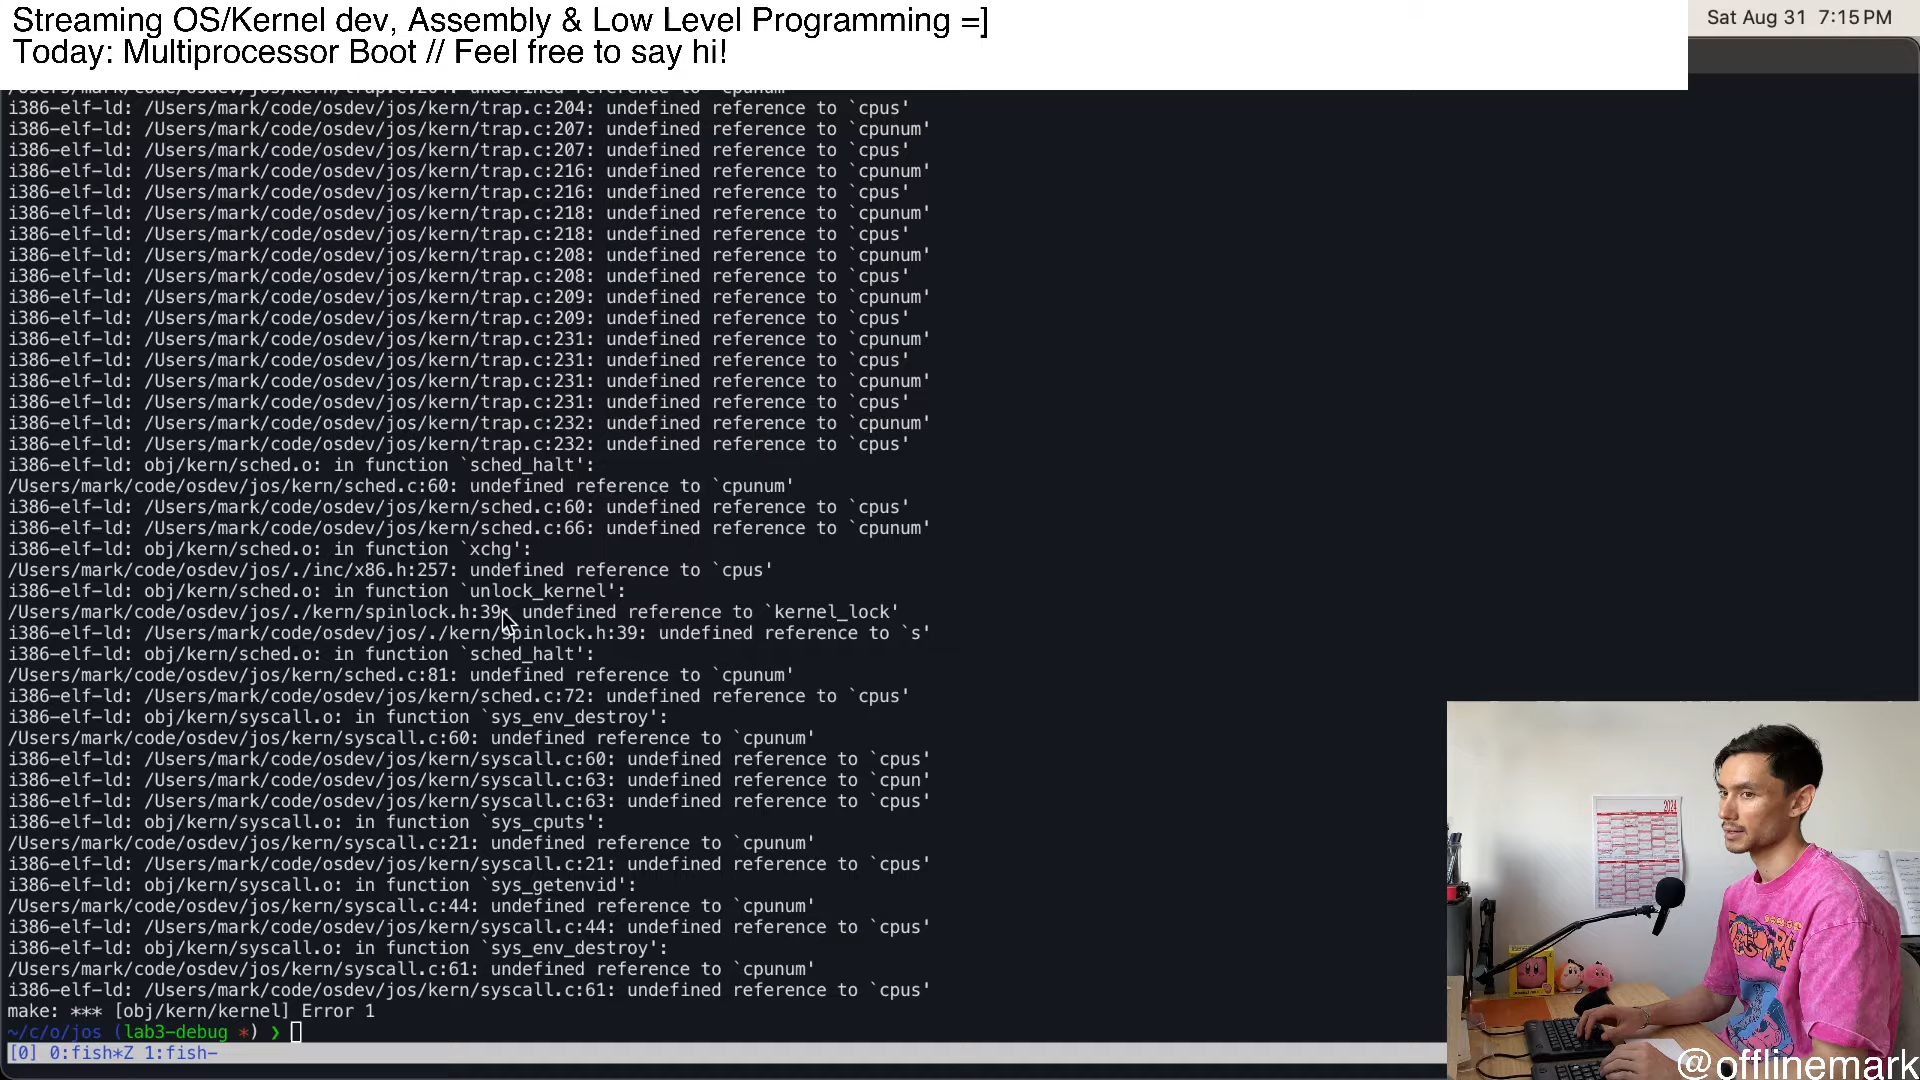 Streaming OS/Kernel dev, Assembly & Low Level Programming =]
Today: Multiprocessor Boot // Feel free to say hi!
Sat Aug 31 7:15 PM
i386-elf-ld: /Users/mark/code/osdev/jos/kern/trap.c:204: undefined reference to `cpus'
i386-elf-ld: /Users/mark/code/osdev/jos/kern/trap.c:207: undefined reference to `cpunum'
i386-elf-ld: /Users/mark/code/osdev/jos/kern/trap.c:207: undefined reference to `cpus'
i386-elf-ld: /Users/mark/code/osdev/jos/kern/trap.c:216: undefined reference to `cpunum'
i386-elf-ld: /Users/mark/code/osdev/jos/kern/trap.c:216: undefined reference to `cpus'
i386-elf-ld: /Users/mark/code/osdev/jos/kern/trap.c:218: undefined reference to `cpunum'
i386-elf-ld: /Users/mark/code/osdev/jos/kern/trap.c:218: undefined reference to `cpus'
i386-elf-ld: /Users/mark/code/osdev/jos/kern/trap.c:208: undefined reference to `cpunum'
i386-elf-ld: /Users/mark/code/osdev/jos/kern/trap.c:208: undefined reference to `cpus'
i386-elf-ld: /Users/mark/code/osdev/jos/kern/trap.c:209: undefined reference to `cpunum'
i386-elf-ld: /Users/mark/code/osdev/jos/kern/trap.c:209: undefined reference to `cpus'
i386-elf-ld: /Users/mark/code/osdev/jos/kern/trap.c:231: undefined reference to `cpunum'
i386-elf-ld: /Users/mark/code/osdev/jos/kern/trap.c:231: undefined reference to `cpus'
i386-elf-ld: /Users/mark/code/osdev/jos/kern/trap.c:231: undefined reference to `cpunum'
i386-elf-ld: /Users/mark/code/osdev/jos/kern/trap.c:231: undefined reference to `cpus'
i386-elf-ld: /Users/mark/code/osdev/jos/kern/trap.c:232: undefined reference to `cpunum'
i386-elf-ld: /Users/mark/code/osdev/jos/kern/trap.c:232: undefined reference to `cpus'
i386-elf-ld: obj/kern/sched.o: in function `sched_halt':
/Users/mark/code/osdev/jos/kern/sched.c:60: undefined reference to `cpunum'
i386-elf-ld: /Users/mark/code/osdev/jos/kern/sched.c:60: undefined reference to `cpus'
i386-elf-ld: /Users/mark/code/osdev/jos/kern/sched.c:66: undefined reference to `cpunum'
i386-elf-ld: obj/kern/sched.o: in function `xchg':
/Users/mark/code/osdev/jos/./inc/x86.h:257: undefined reference to `cpus'
i386-elf-ld: obj/kern/sched.o: in function `unlock_kernel':
/Users/mark/code/osdev/jos/./kern/spinlock.h:39: undefined reference to `kernel_lock'
i386-elf-ld: /Users/mark/code/osdev/jos/./kern/spinlock.h:39: undefined reference to `s'
i386-elf-ld: obj/kern/sched.o: in function `sched_halt':
/Users/mark/code/osdev/jos/kern/sched.c:81: undefined reference to `cpunum'
i386-elf-ld: /Users/mark/code/osdev/jos/kern/sched.c:72: undefined reference to `cpus'
i386-elf-ld: obj/kern/syscall.o: in function `sys_env_destroy':
/Users/mark/code/osdev/jos/kern/syscall.c:60: undefined reference to `cpunum'
i386-elf-ld: /Users/mark/code/osdev/jos/kern/syscall.c:60: undefined reference to `cpus'
i386-elf-ld: /Users/mark/code/osdev/jos/kern/syscall.c:63: undefined reference to `cpun'
i386-elf-ld: /Users/mark/code/osdev/jos/kern/syscall.c:63: undefined reference to `cpus'
i386-elf-ld: obj/kern/syscall.o: in function `sys_cputs':
/Users/mark/code/osdev/jos/kern/syscall.c:21: undefined reference to `cpunum'
i386-elf-ld: /Users/mark/code/osdev/jos/kern/syscall.c:21: undefined reference to `cpus'
i386-elf-ld: obj/kern/syscall.o: in function `sys_getenvid':
/Users/mark/code/osdev/jos/kern/syscall.c:44: undefined reference to `cpunum'
i386-elf-ld: /Users/mark/code/osdev/jos/kern/syscall.c:44: undefined reference to `cpus'
i386-elf-ld: obj/kern/syscall.o: in function `sys_env_destroy':
/Users/mark/code/osdev/jos/kern/syscall.c:61: undefined reference to `cpunum'
i386-elf-ld: /Users/mark/code/osdev/jos/kern/syscall.c:61: undefined reference to `cpus'
make: *** [obj/kern/kernel] Error 1
~/c/o/jos (lab3-debug *) ❯
[0] 0:fish*Z 1:fish-
2024
@offlinemark